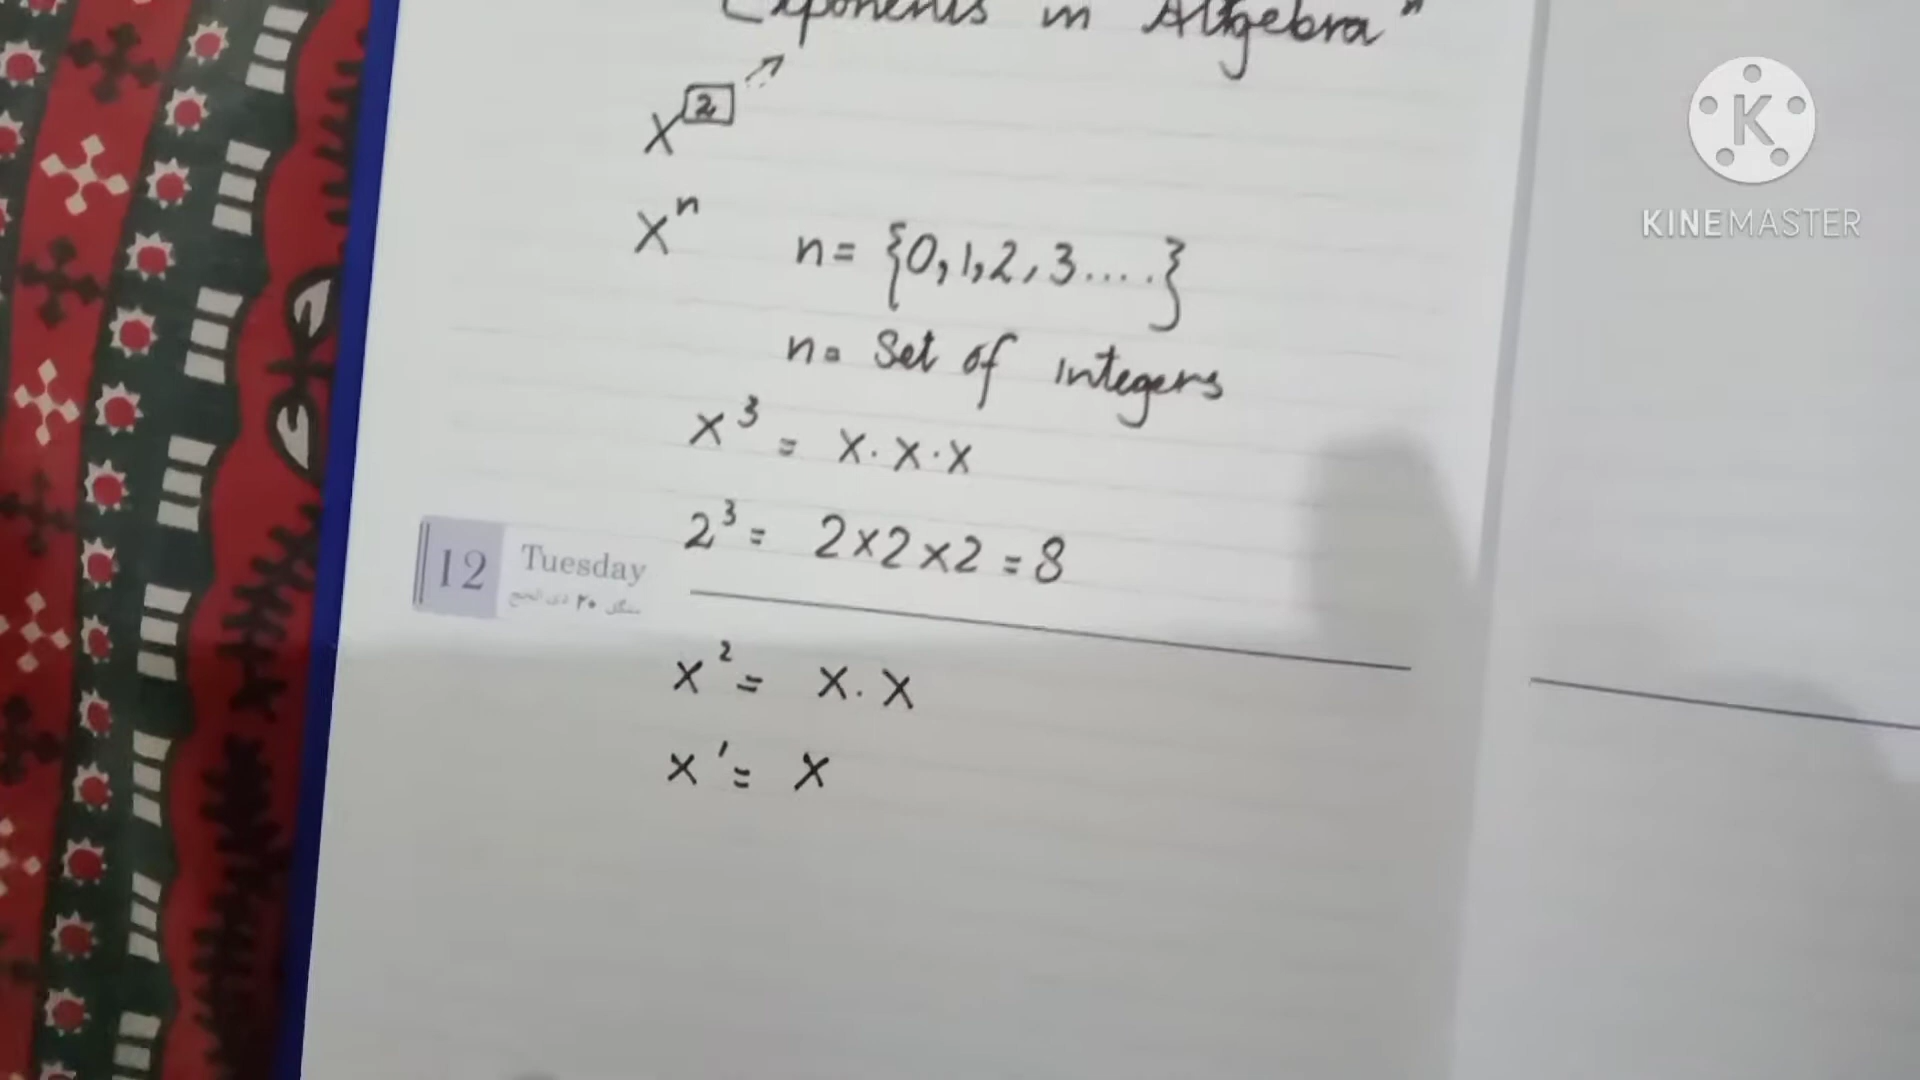 Exponents in Algebra"
x²
xⁿ n= {0,1,2,3....}
n= Set of integers
x³ = x.x.x
2³ = 2×2×2=8
12 Tuesday
x² = x.x
x¹ = x
K
KINEMASTER